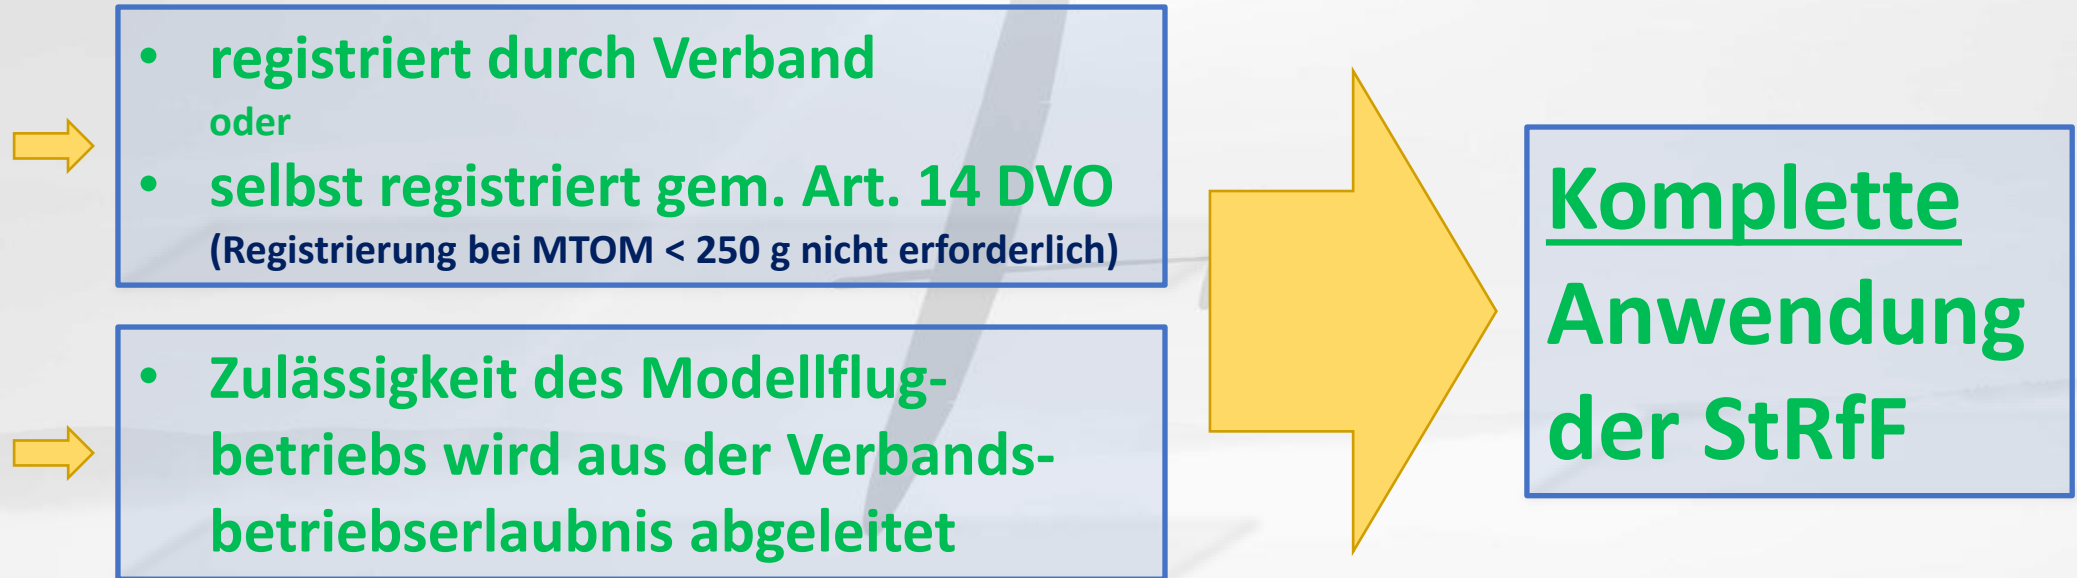 • registriert durch Verband
oder
• selbst registriert gem. Art. 14 DVO
(Registrierung bei MTOM < 250 g nicht erforderlich)
• Zulässigkeit des Modellflug-
betriebs wird aus der Verbands-
betriebserlaubnis abgeleitet
Komplette
Anwendung
der StRfF